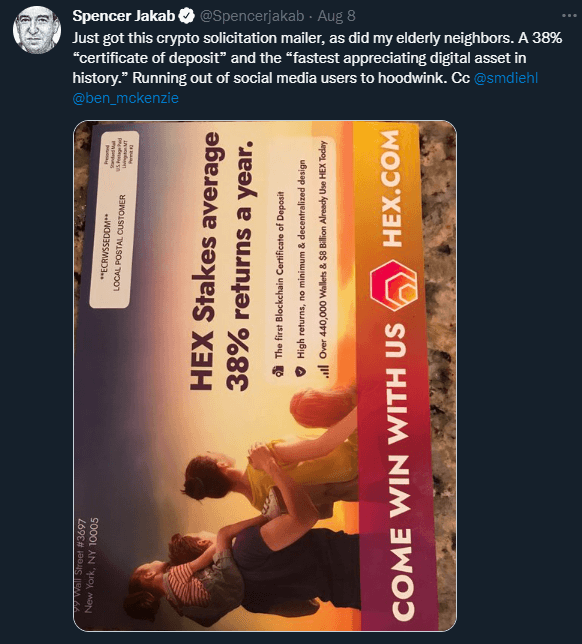 Spencer Jakab @Spencerjakab · Aug 8
Just got this crypto solicitation mailer, as did my elderly neighbors. A 38%
“certificate of deposit” and the “fastest appreciating digital asset in
history.” Running out of social media users to hoodwink. Cc @smdiehl
@ben_mckenzie
99 Wall Street #3697
New York, NY 10005
Presorted
Standard Mail
U.S. Postage Paid
Permit #2
**ECRWSSEDDM**
LOCAL POSTAL CUSTOMER
HEX Stakes average
38% returns a year.
The first Blockchain Certificate of Deposit
High returns, no minimum & decentralized design
Over 440,000 Wallets & $8 Billion Already Use HEX Today
COME WIN WITH US HEX.COM